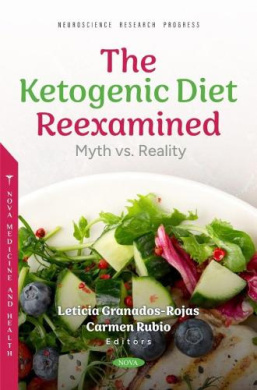 NEUROSCIENCE RESEARCH PROGRESS
The
Ketogenic Diet
Reexamined
Myth vs. Reality
NOVA MEDICINE AND HEALTH
Leticia Granados-Rojas
Carmen Rubio
Editors
NOVA